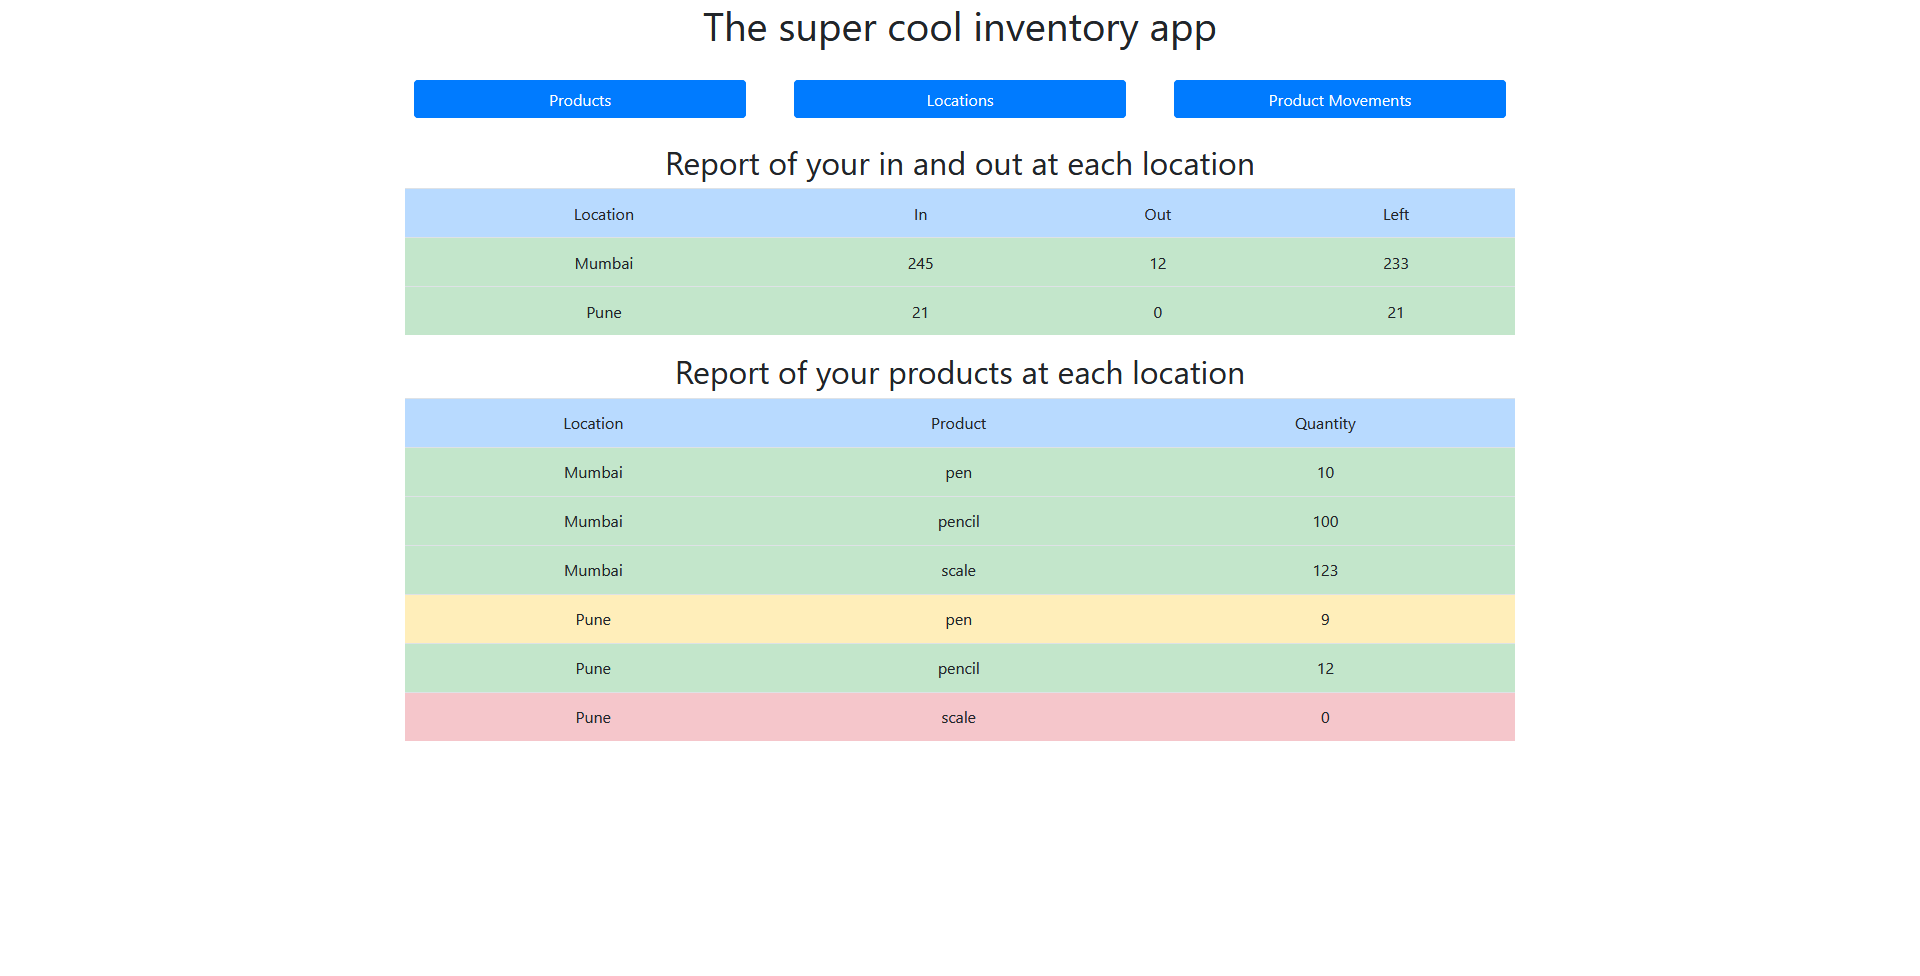 The super cool inventory app
Products Locations Product Movements
Report of your in and out at each location
Location In Out Left
Mumbai 245 12 233
Pune 21 0 21
Report of your products at each location
Location Product Quantity
Mumbai pen 10
Mumbai pencil 100
Mumbai scale 123
Pune pen 9
Pune pencil 12
Pune scale 0